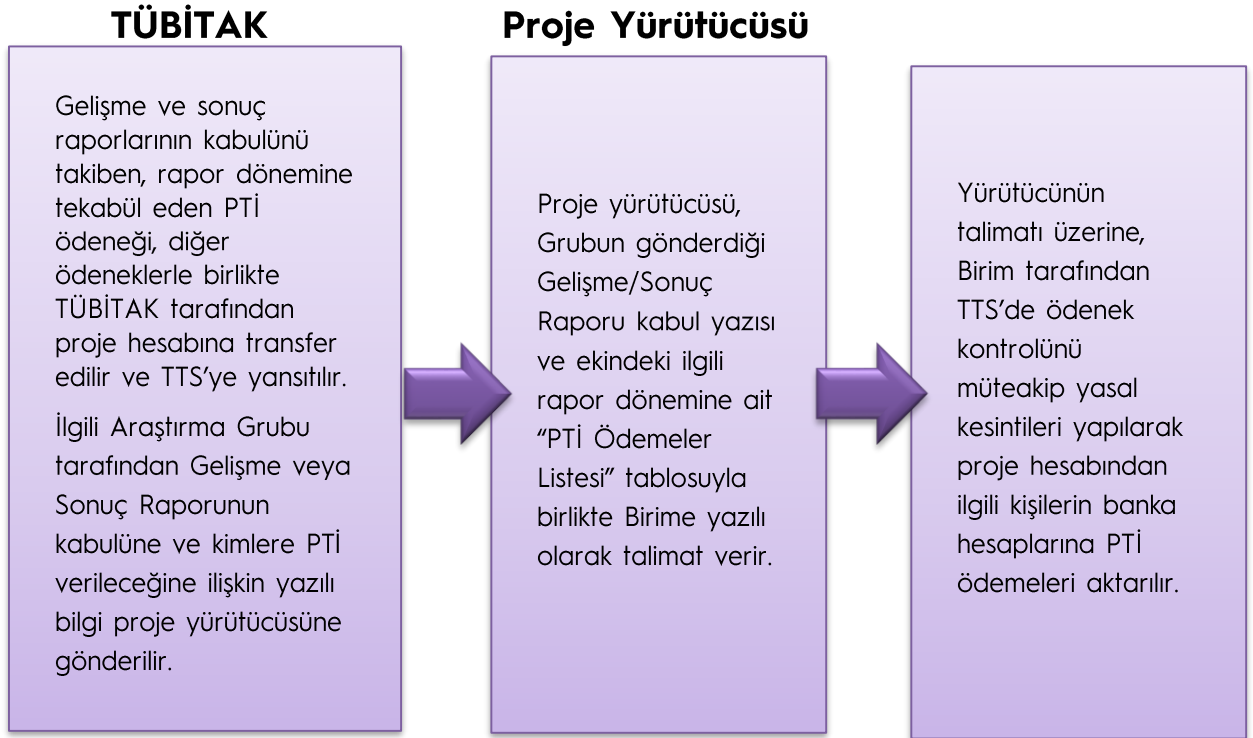 TÜBİTAK
Gelişme ve sonuç
raporlarının kabulünü
takiben, rapor dönemine
tekabül eden PTİ
ödeneği, diğer
ödeneklerle birlikte
TÜBİTAK tarafından
proje hesabına transfer
edilir ve TTS’ye yansıtılır.
İlgili Araştırma Grubu
tarafından Gelişme veya
Sonuç Raporunun
kabulüne ve kimlere PTİ
verileceğine ilişkin yazılı
bilgi proje yürütücüsüne
gönderilir.
Proje Yürütücüsü
Proje yürütücüsü,
Grubun gönderdiği
Gelişme/Sonuç
Raporu kabul yazısı
ve ekindeki ilgili
rapor dönemine ait
“PTİ Ödemeler
Listesi” tablosuyla
birlikte Birime yazılı
olarak talimat verir.
Yürütücünün
talimatı üzerine,
Birim tarafından
TTS’de ödenek
kontrolünü
müteakip yasal
kesintileri yapılarak
proje hesabından
ilgili kişilerin banka
hesaplarına PTİ
ödemeleri aktarılır.